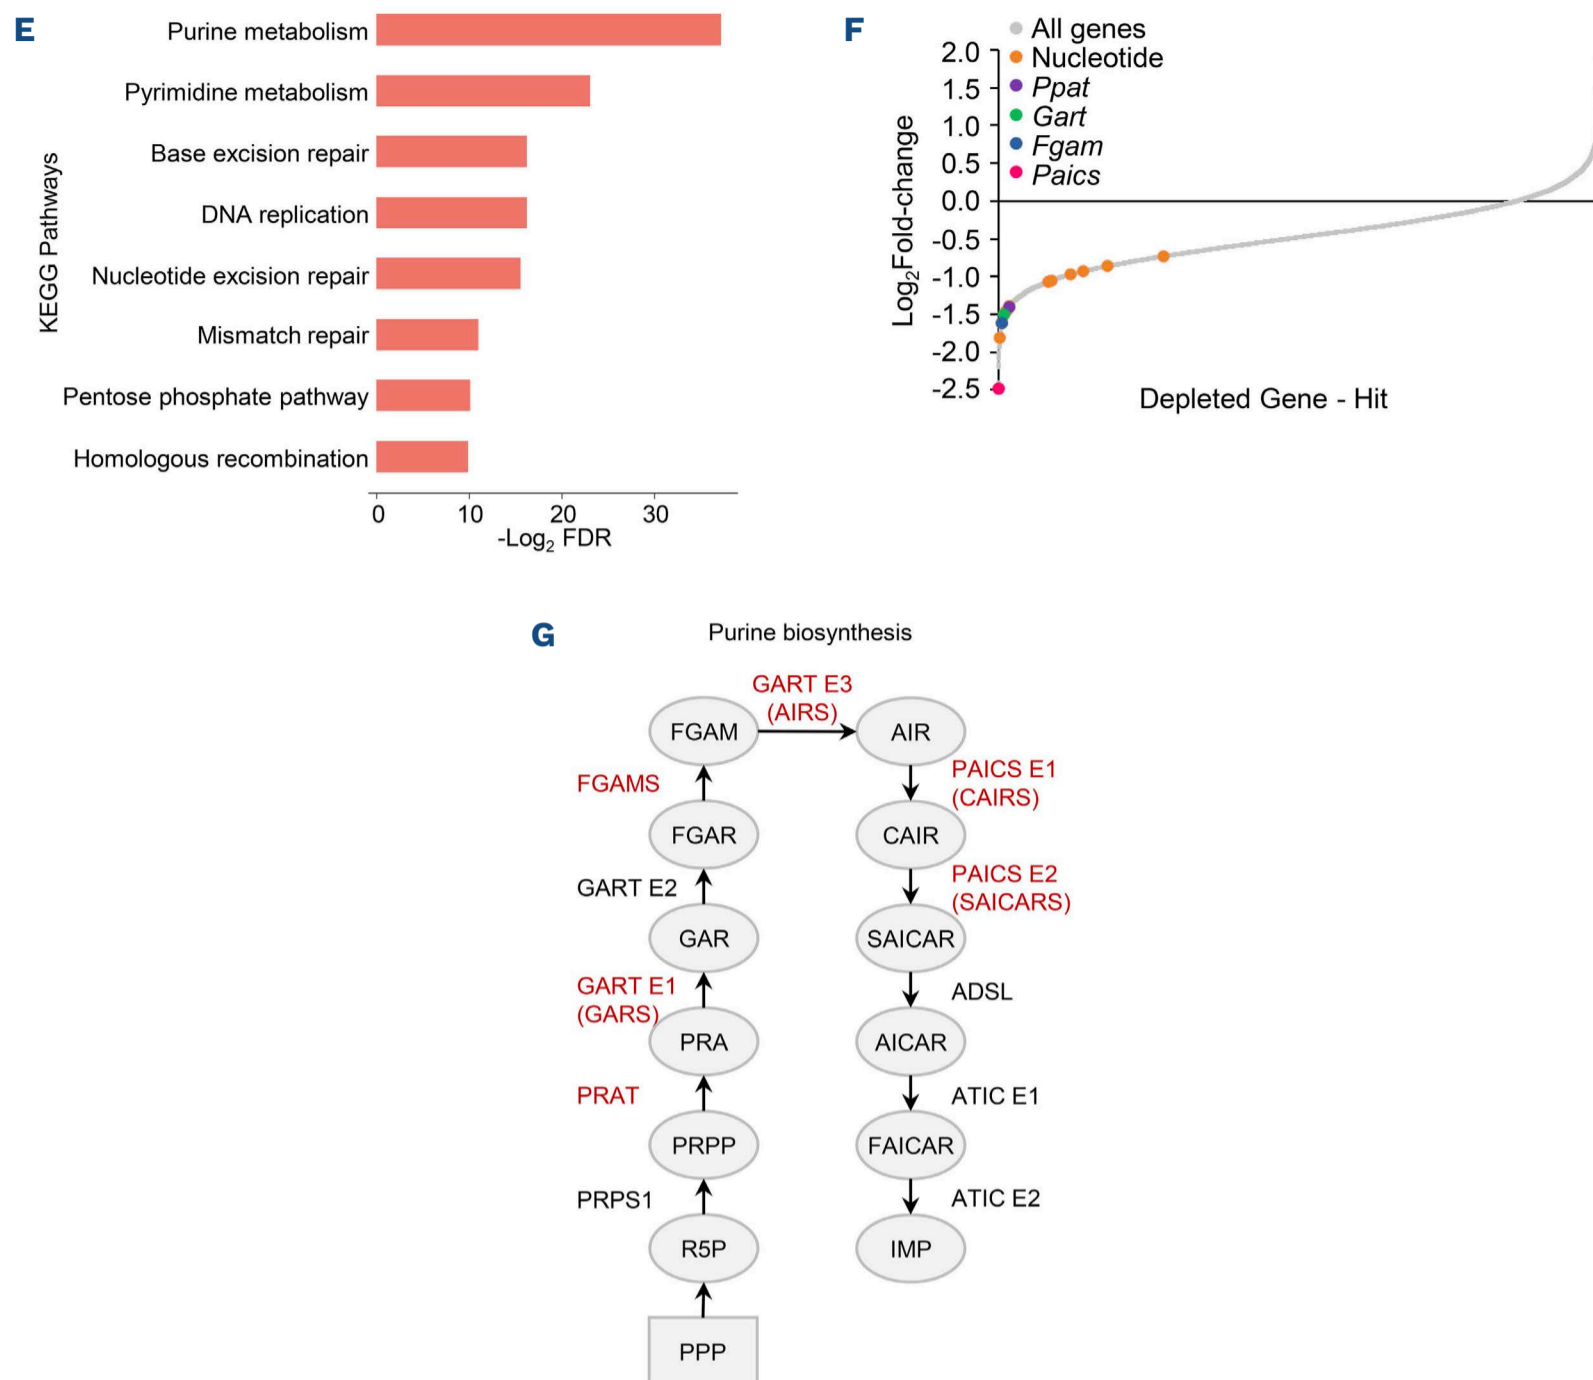 E
KEGG Pathways
Purine metabolism
Pyrimidine metabolism
Base excision repair
DNA replication
Nucleotide excision repair
Mismatch repair
Pentose phosphate pathway
Homologous recombination
0 10 20 30
-Log₂ FDR
F
All genes
Nucleotide
Ppat
Gart
Fgam
Paics
Log₂Fold-change
2.0
1.5
1.0
0.5
0.0
-0.5
-1.0
-1.5
-2.0
-2.5
Depleted Gene - Hit
G
Purine biosynthesis
GART E3
(AIRS)
FGAM
AIR
FGAMS
PAICS E1
(CAIRS)
FGAR
CAIR
GART E2
PAICS E2
(SAICARS)
GAR
SAICAR
GART E1
(GARS)
ADSL
PRA
AICAR
PRAT
ATIC E1
PRPP
FAICAR
PRPS1
ATIC E2
R5P
IMP
PPP